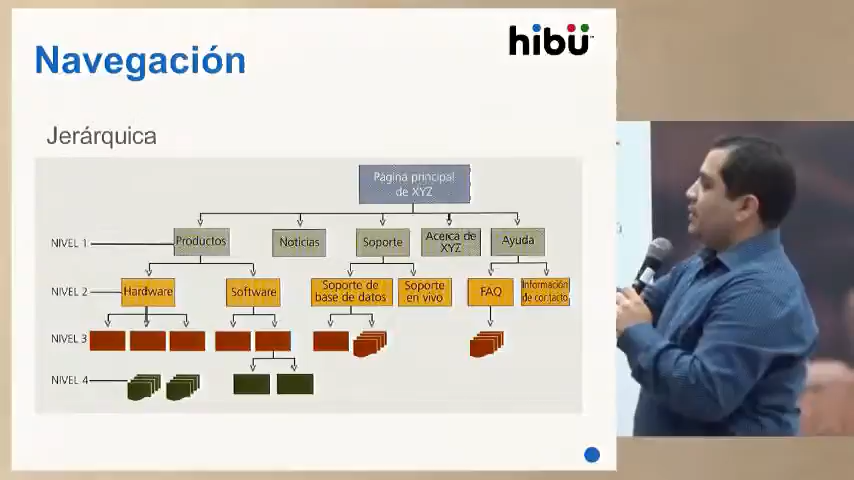 hibü
Navegación
Jerárquica
Página principal
de XYZ
NIVEL 1
Productos
Noticias
Soporte
Acerca de
XYZ
Ayuda
NIVEL 2
Hardware
Software
Soporte de
base de datos
Soporte
en vivo
FAQ
Información
de contacto
NIVEL 3
NIVEL 4